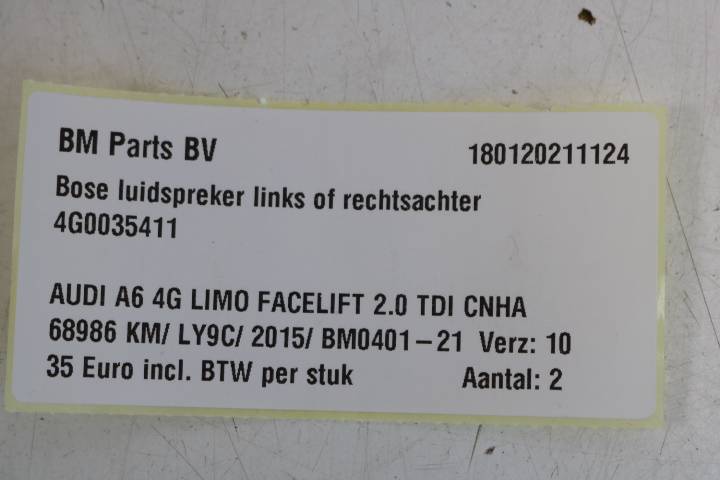 BM Parts BV 180120211124
Bose luidspreker links of rechtsachter
4G0035411
AUDI A6 4G LIMO FACELIFT 2.0 TDI CNHA
68986 KM/ LY9C/ 2015/ BM0401-21 Verz: 10
35 Euro incl. BTW per stuk Aantal: 2